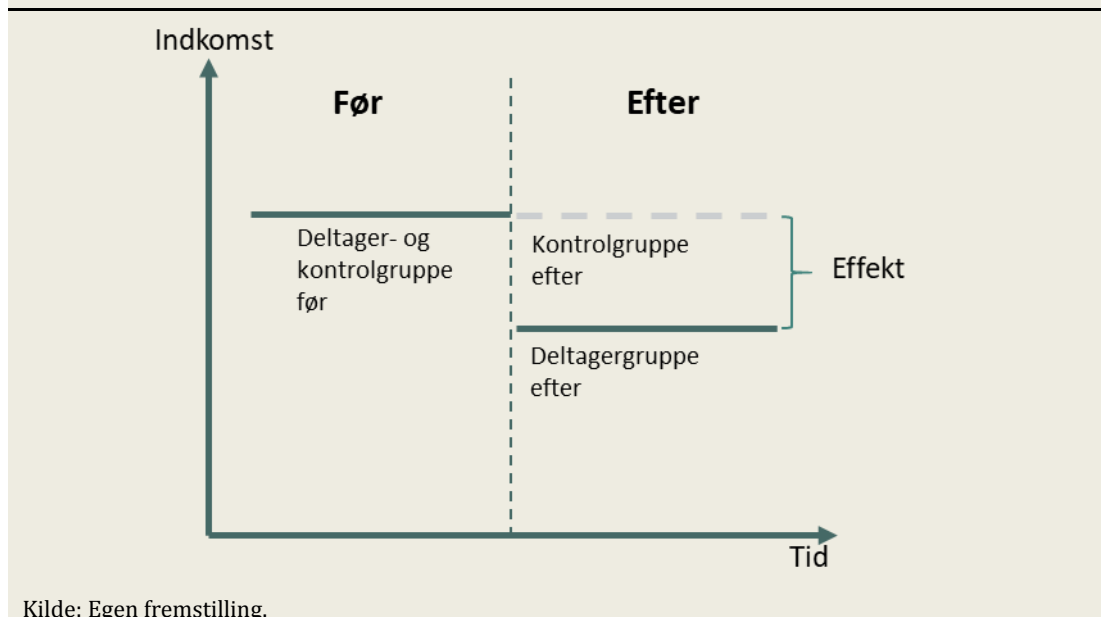 Indkomst
Før
Efter
Deltager- og
kontrolgruppe
før
Kontrolgruppe
efter
Effekt
Deltagergruppe
efter
Tid
Kilde: Egen fremstilling.